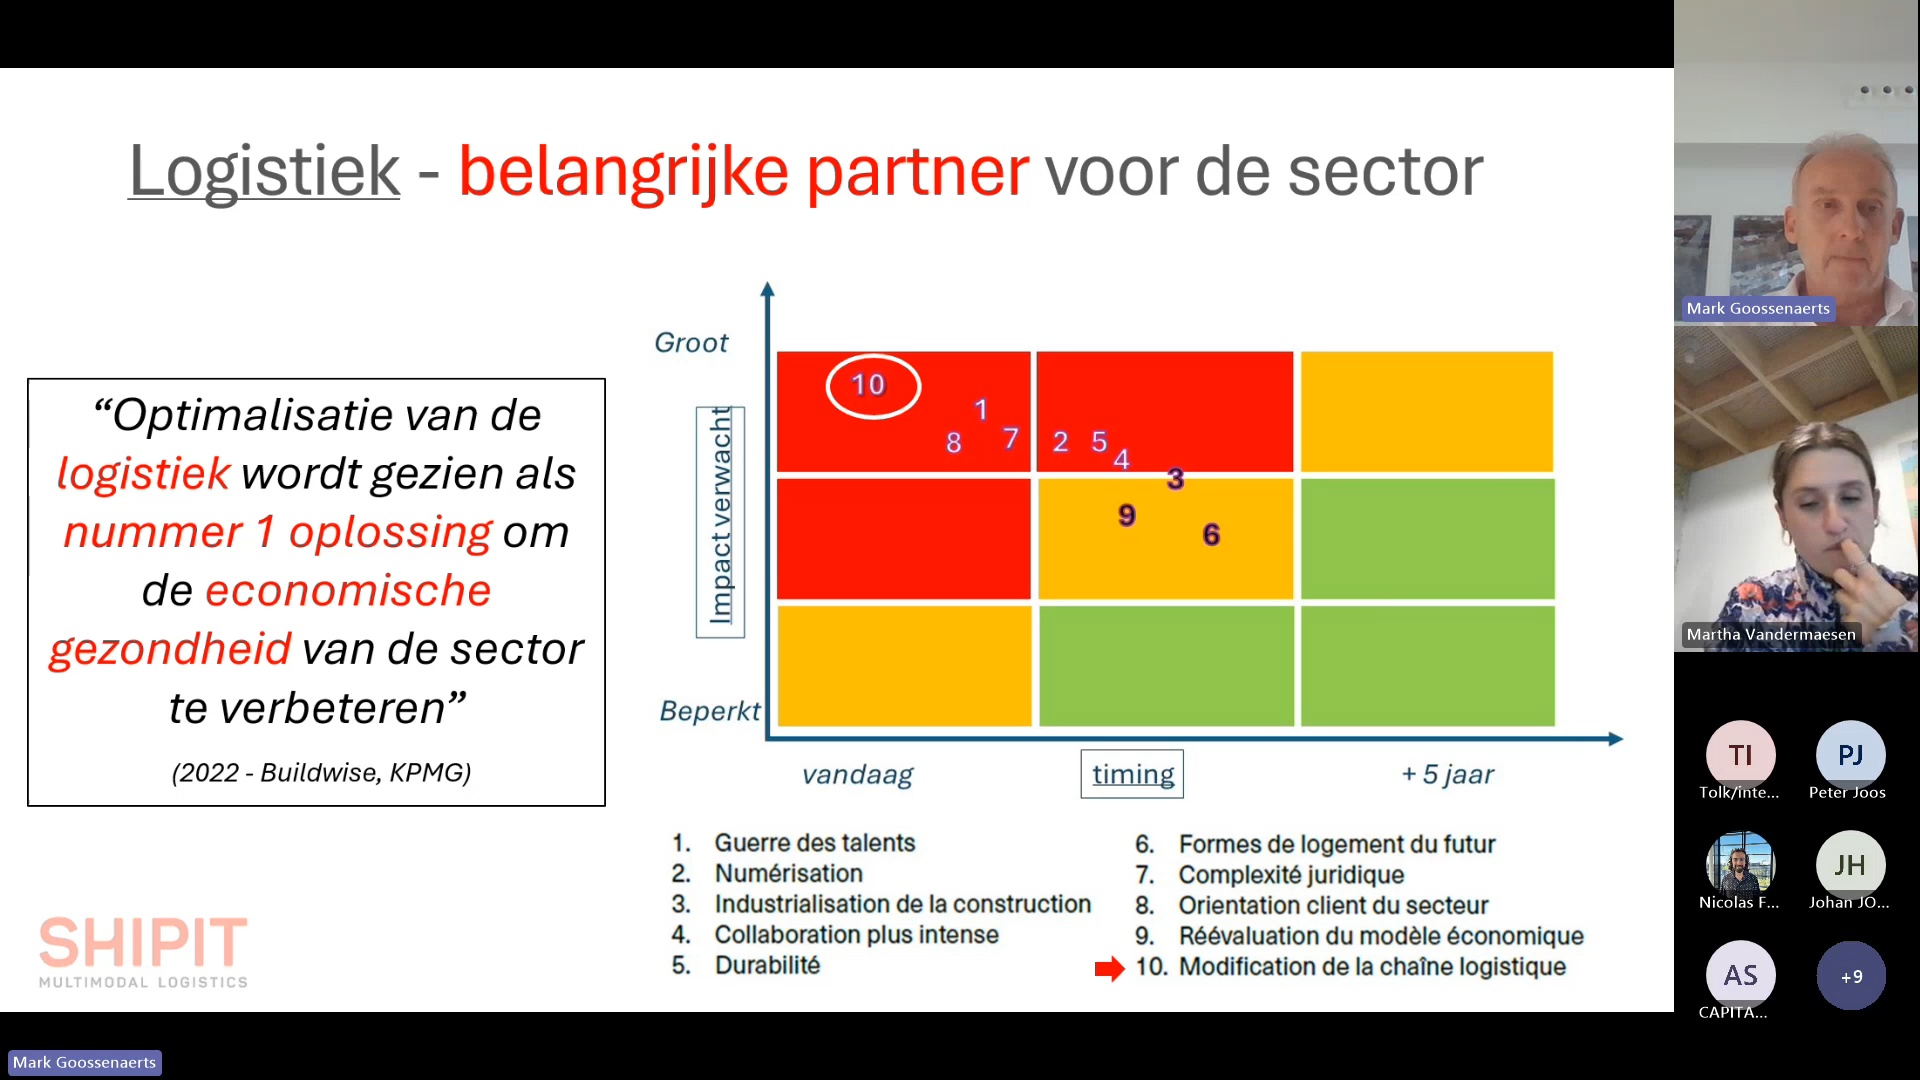 Logistiek - belangrijke partner voor de sector
“Optimalisatie van de
logistiek wordt gezien als
nummer 1 oplossing om
de economische
gezondheid van de sector
te verbeteren”
(2022 - Buildwise, KPMG)
Groot
Impact verwacht
Beperkt
10
1
8
7
2
5
4
3
9
6
vandaag
timing
+ 5 jaar
1. Guerre des talents
2. Numérisation
3. Industrialisation de la construction
4. Collaboration plus intense
5. Durabilité
6. Formes de logement du futur
7. Complexité juridique
8. Orientation client du secteur
9. Réévaluation du modèle économique
10. Modification de la chaîne logistique
SHIPIT
MULTIMODAL LOGISTICS
Mark Goossenaerts
Mark Goossenaerts
Martha Vandermaesen
TI
Tolk/inte...
PJ
Peter Joos
Nicolas F...
JH
Johan JO...
AS
CAPITA...
+9